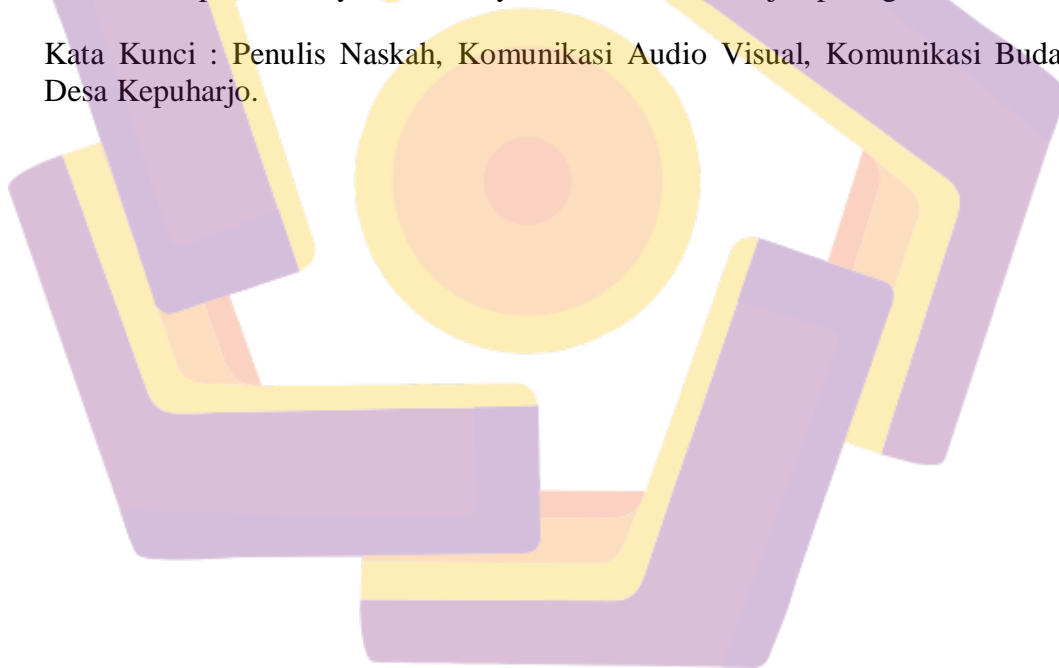 Kata Kunci : Penulis Naskah, Komunikasi Audio Visual, Komunikasi Buda
Desa Kepuharjo.